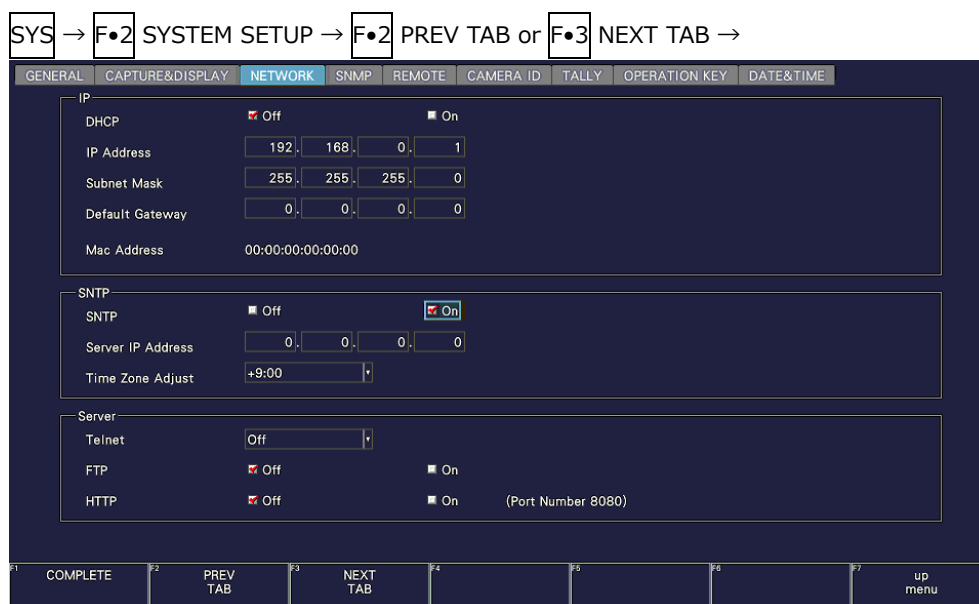 SYS → F•2 SYSTEM SETUP → F•2 PREV TAB or F•3 NEXT TAB →
GENERAL CAPTURE&DISPLAY NETWORK SNMP REMOTE CAMERA ID TALLY OPERATION KEY DATE&TIME
IP
DHCP Off On
IP Address 192. 168. 0. 1
Subnet Mask 255. 255. 255. 0
Default Gateway 0. 0. 0. 0
Mac Address 00:00:00:00:00:00
SNTP
SNTP Off On
Server IP Address 0. 0. 0. 0
Time Zone Adjust +9:00
Server
Telnet Off
FTP Off On
HTTP Off On (Port Number 8080)
F1 COMPLETE F2 PREV TAB F3 NEXT TAB F4 F5 F6 F7 up menu